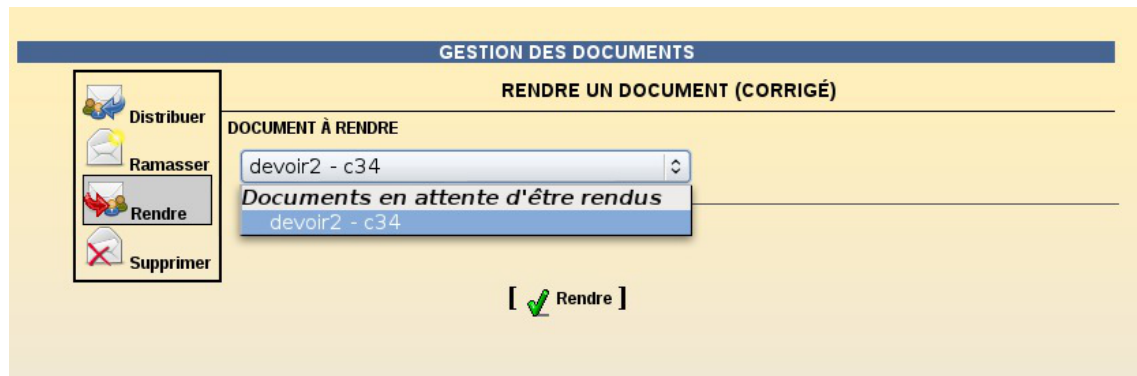 GESTION DES DOCUMENTS
Distribuer
Ramasser
Rendre
Supprimer
RENDRE UN DOCUMENT (CORRIGÉ)
DOCUMENT À RENDRE
devoir2 - c34
Documents en attente d'être rendus
devoir2 - c34
[ Rendre ]